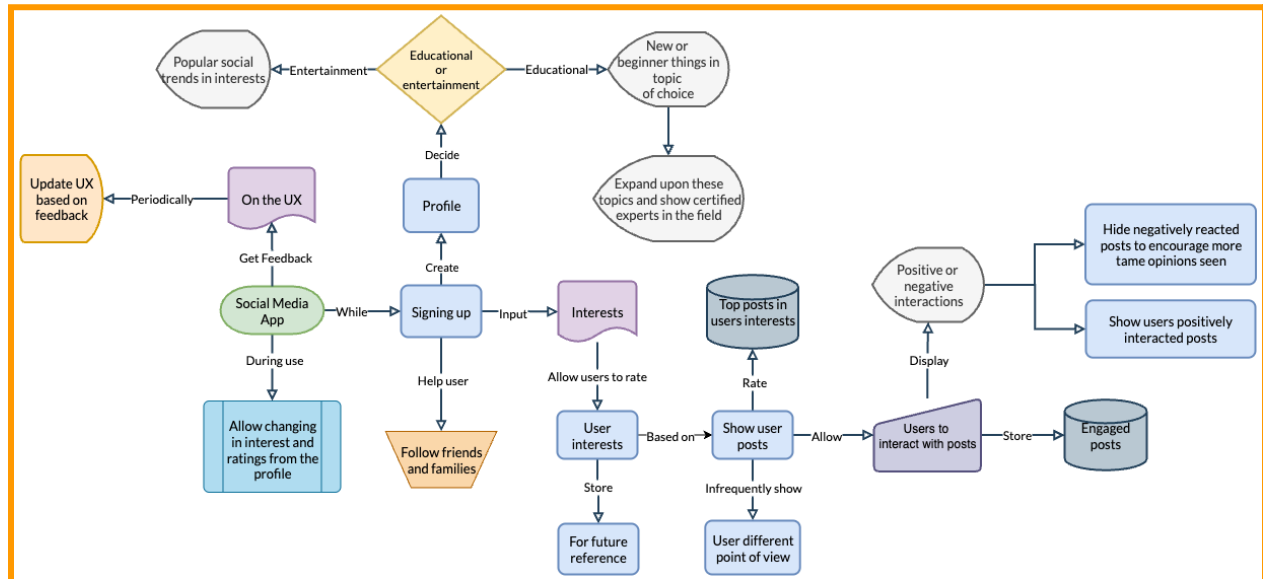 Popular social
trends in interests
Entertainment
Educational
or
entertainment
Educational
New or
beginner things in
topic
of choice
Decide
Update UX
based on
feedback
Periodically
On the UX
Profile
Expand upon these
topics and show certified
experts in the field
Get Feedback
Create
Social Media
App
While
Signing up
Input
Interests
Top posts in
users interests
Positive or
negative
interactions
Hide negatively reacted
posts to encourage more
tame opinions seen
Show users positively
interacted posts
During use
Help user
Allow users to rate
Rate
Display
Allow changing
in interest and
ratings from the
profile
Follow friends
and families
User
interests
Based on
Show user
posts
Allow
Users to
interact with posts
Store
Engaged
posts
Store
Infrequently show
For future
reference
User different
point of view